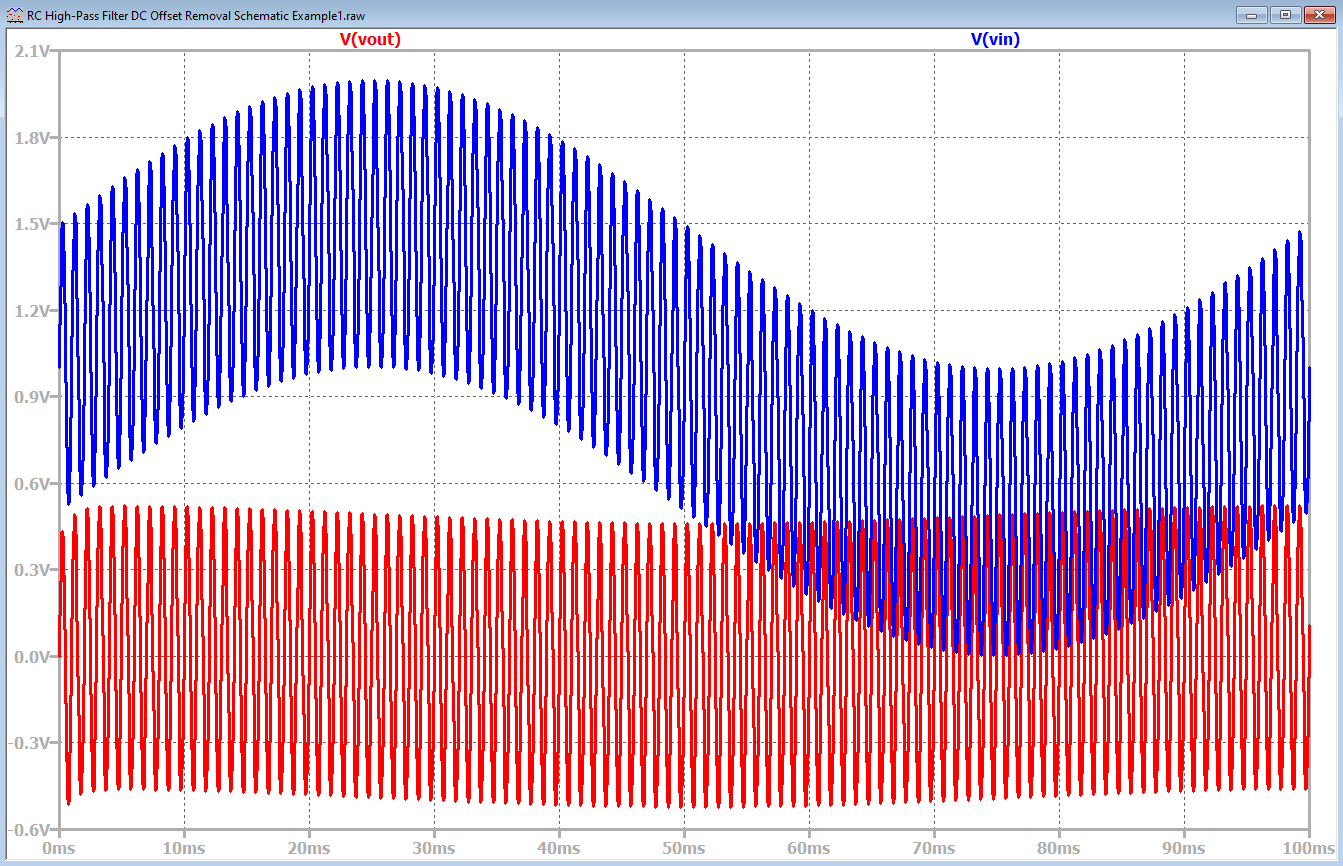 RC High-Pass Filter DC Offset Removal Schematic Example1.raw
V(vout) V(vin)
2.1V
1.8V
1.5V
1.2V
0.9V
0.6V
0.3V
0.0V
-0.3V
-0.6V
0ms 10ms 20ms 30ms 40ms 50ms 60ms 70ms 80ms 90ms 100ms